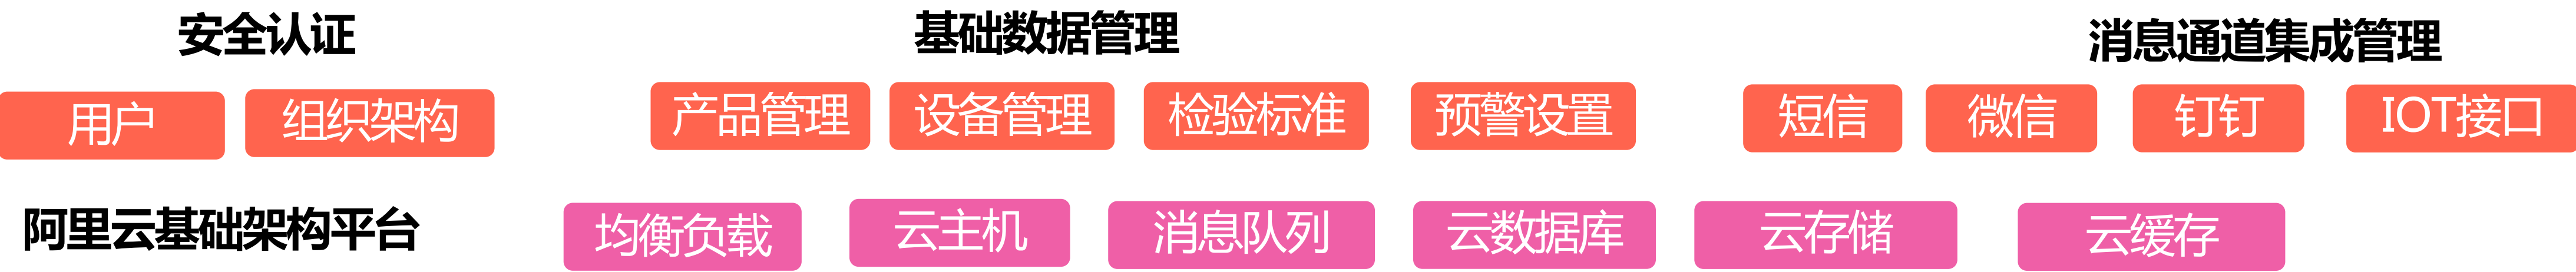 安全认证 基础数据管理 消息通道集成管理
用户 组织架构 产品管理 设备管理 检验标准 预警设置 短信 微信 钉钉 IOT接口
阿里云基础架构平台 均衡负载 云主机 消息队列 云数据库 云存储 云缓存